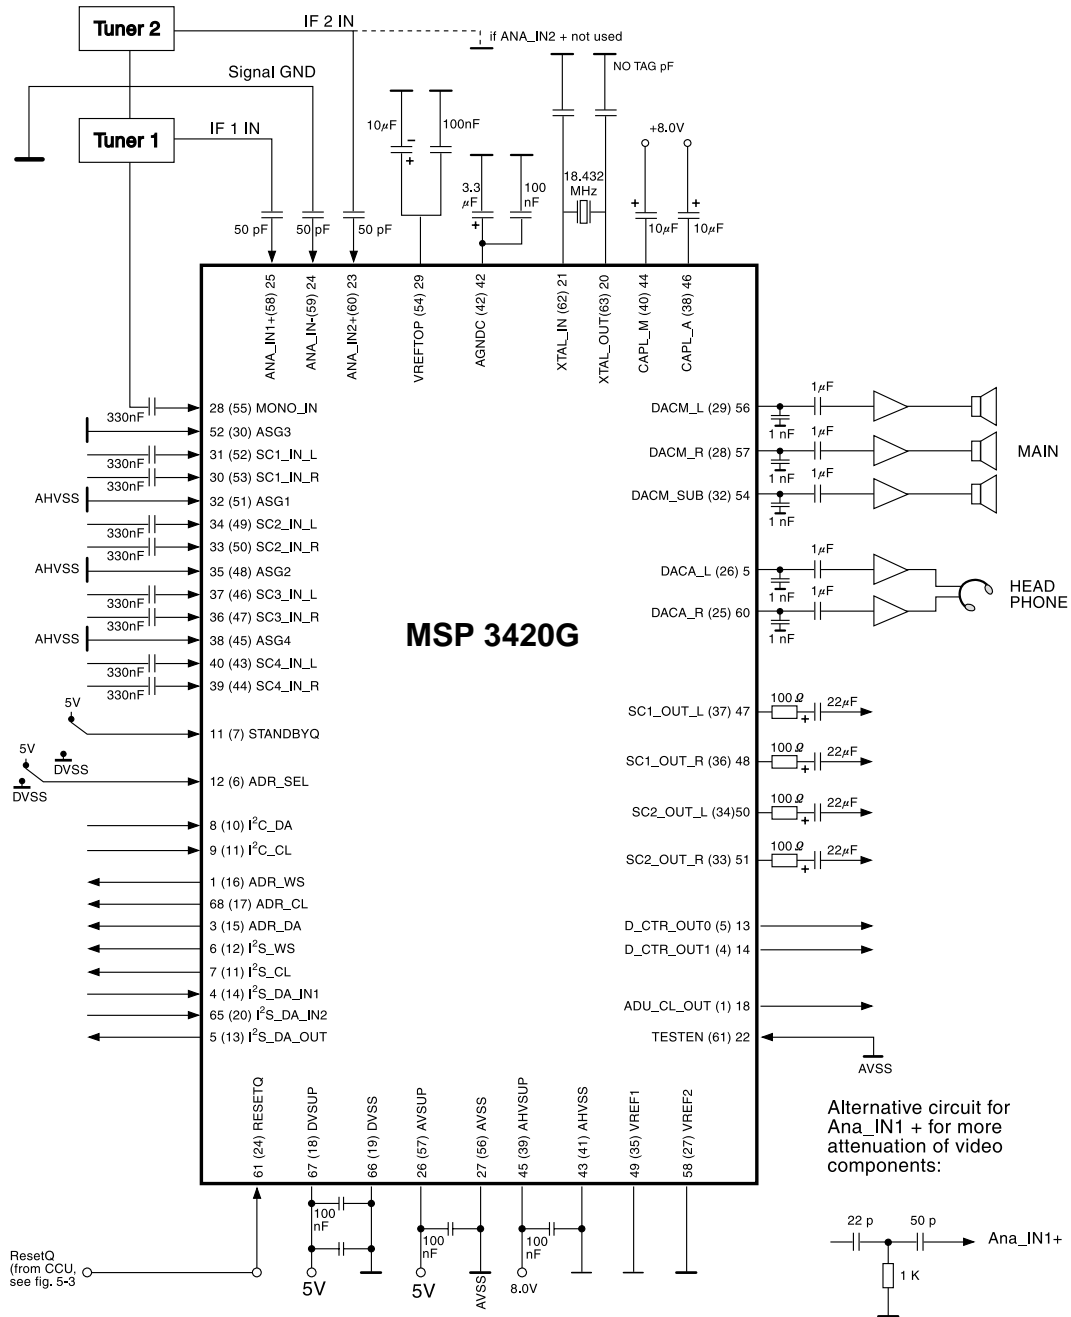 Tuner 2
IF 2 IN
if ANA_IN2 + not used
Signal GND
NO TAG pF
Tuner 1
IF 1 IN
10µF
–
+
100nF
+8.0V
3.3
µF
+
100
nF
18.432
MHz
+
10µF
+
10µF
50 pF
50 pF
50 pF
ANA_IN1+(58) 25
ANA_IN-(59) 24
ANA_IN2+(60) 23
VREFTOP (54) 29
AGNDC (42) 42
XTAL_IN (62) 21
XTAL_OUT(63) 20
CAPL_M (40) 44
CAPL_A (38) 46
330nF
28 (55) MONO_IN
52 (30) ASG3
330nF
31 (52) SC1_IN_L
330nF
30 (53) SC1_IN_R
AHVSS
32 (51) ASG1
330nF
34 (49) SC2_IN_L
330nF
33 (50) SC2_IN_R
AHVSS
35 (48) ASG2
330nF
37 (46) SC3_IN_L
330nF
36 (47) SC3_IN_R
AHVSS
38 (45) ASG4
330nF
40 (43) SC4_IN_L
330nF
39 (44) SC4_IN_R
5V
11 (7) STANDBYQ
DVSS
5V
12 (6) ADR_SEL
DVSS
8 (10) I²C_DA
9 (11) I²C_CL
1 (16) ADR_WS
68 (17) ADR_CL
3 (15) ADR_DA
6 (12) I²S_WS
7 (11) I²S_CL
4 (14) I²S_DA_IN1
65 (20) I²S_DA_IN2
5 (13) I²S_DA_OUT
MSP 3420G
DACM_L (29) 56
1 nF
1µF
DACM_R (28) 57
1 nF
1µF
MAIN
DACM_SUB (32) 54
1 nF
1µF
DACA_L (26) 5
1 nF
1µF
DACA_R (25) 60
1 nF
1µF
HEAD
PHONE
SC1_OUT_L (37) 47
100Ω
+
22µF
SC1_OUT_R (36) 48
100Ω
+
22µF
SC2_OUT_L (34)50
100Ω
+
22µF
SC2_OUT_R (33) 51
100Ω
+
22µF
D_CTR_OUT0 (5) 13
D_CTR_OUT1 (4) 14
ADU_CL_OUT (1) 18
TESTEN (61) 22
AVSS
61 (24) RESETQ
67 (18) DVSUP
66 (19) DVSS
26 (57) AVSUP
27 (56) AVSS
45 (39) AHVSUP
43 (41) AHVSS
49 (35) VREF1
58 (27) VREF2
ResetQ
(from CCU,
see fig. 5-3
100
nF
5V
100
nF
5V
AVSS
100
nF
8.0V
Alternative circuit for
Ana_IN1 + for more
attenuation of video
components:
22 p
50 p
Ana_IN1+
1 K